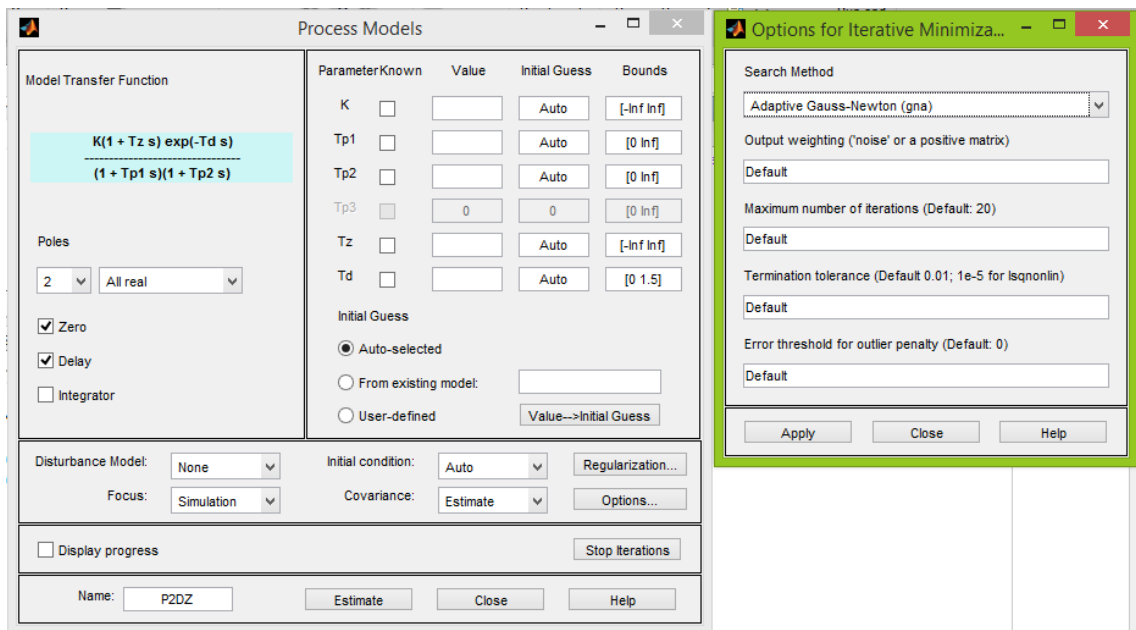 Process Models
Model Transfer Function
K(1 + Tz s) exp(-Td s)
---------------------------------
(1 + Tp1 s)(1 + Tp2 s)
Poles
2 All real
Zero
Delay
Integrator
Parameter Known Value Initial Guess Bounds
K Auto [-Inf Inf]
Tp1 Auto [0 Inf]
Tp2 Auto [0 Inf]
Tp3 0 0 [0 Inf]
Tz Auto [-Inf Inf]
Td Auto [0 1.5]
Initial Guess
Auto-selected
From existing model:
User-defined Value-->Initial Guess
Disturbance Model: None Initial condition: Auto Regularization...
Focus: Simulation Covariance: Estimate Options...
Display progress Stop Iterations
Name: P2DZ Estimate Close Help
Options for Iterative Minimiza...
Search Method
Adaptive Gauss-Newton (gna)
Output weighting ('noise' or a positive matrix)
Default
Maximum number of iterations (Default: 20)
Default
Termination tolerance (Default 0.01; 1e-5 for lsqnonlin)
Default
Error threshold for outlier penalty (Default: 0)
Default
Apply Close Help